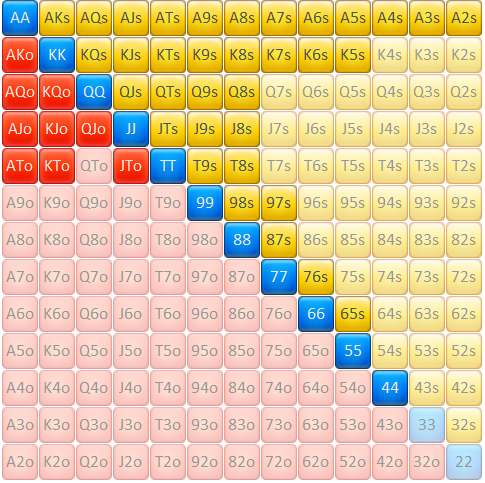 AA AKs AQs AJs ATs A9s A8s A7s A6s A5s A4s A3s A2s
AKo KK KQs KJs KTs K9s K8s K7s K6s K5s K4s K3s K2s
AQo KQo QQ QJs QTs Q9s Q8s Q7s Q6s Q5s Q4s Q3s Q2s
AJo KJo QJo JJ JTs J9s J8s J7s J6s J5s J4s J3s J2s
ATo KTo QTo JTo TT T9s T8s T7s T6s T5s T4s T3s T2s
A9o K9o Q9o J9o T9o 99 98s 97s 96s 95s 94s 93s 92s
A8o K8o Q8o J8o T8o 98o 88 87s 86s 85s 84s 83s 82s
A7o K7o Q7o J7o T7o 97o 87o 77 76s 75s 74s 73s 72s
A6o K6o Q6o J6o T6o 96o 86o 76o 66 65s 64s 63s 62s
A5o K5o Q5o J5o T5o 95o 85o 75o 65o 55 54s 53s 52s
A4o K4o Q4o J4o T4o 94o 84o 74o 64o 54o 44 43s 42s
A3o K3o Q3o J3o T3o 93o 83o 73o 63o 53o 43o 33 32s
A2o K2o Q2o J2o T2o 92o 82o 72o 62o 52o 42o 32o 22